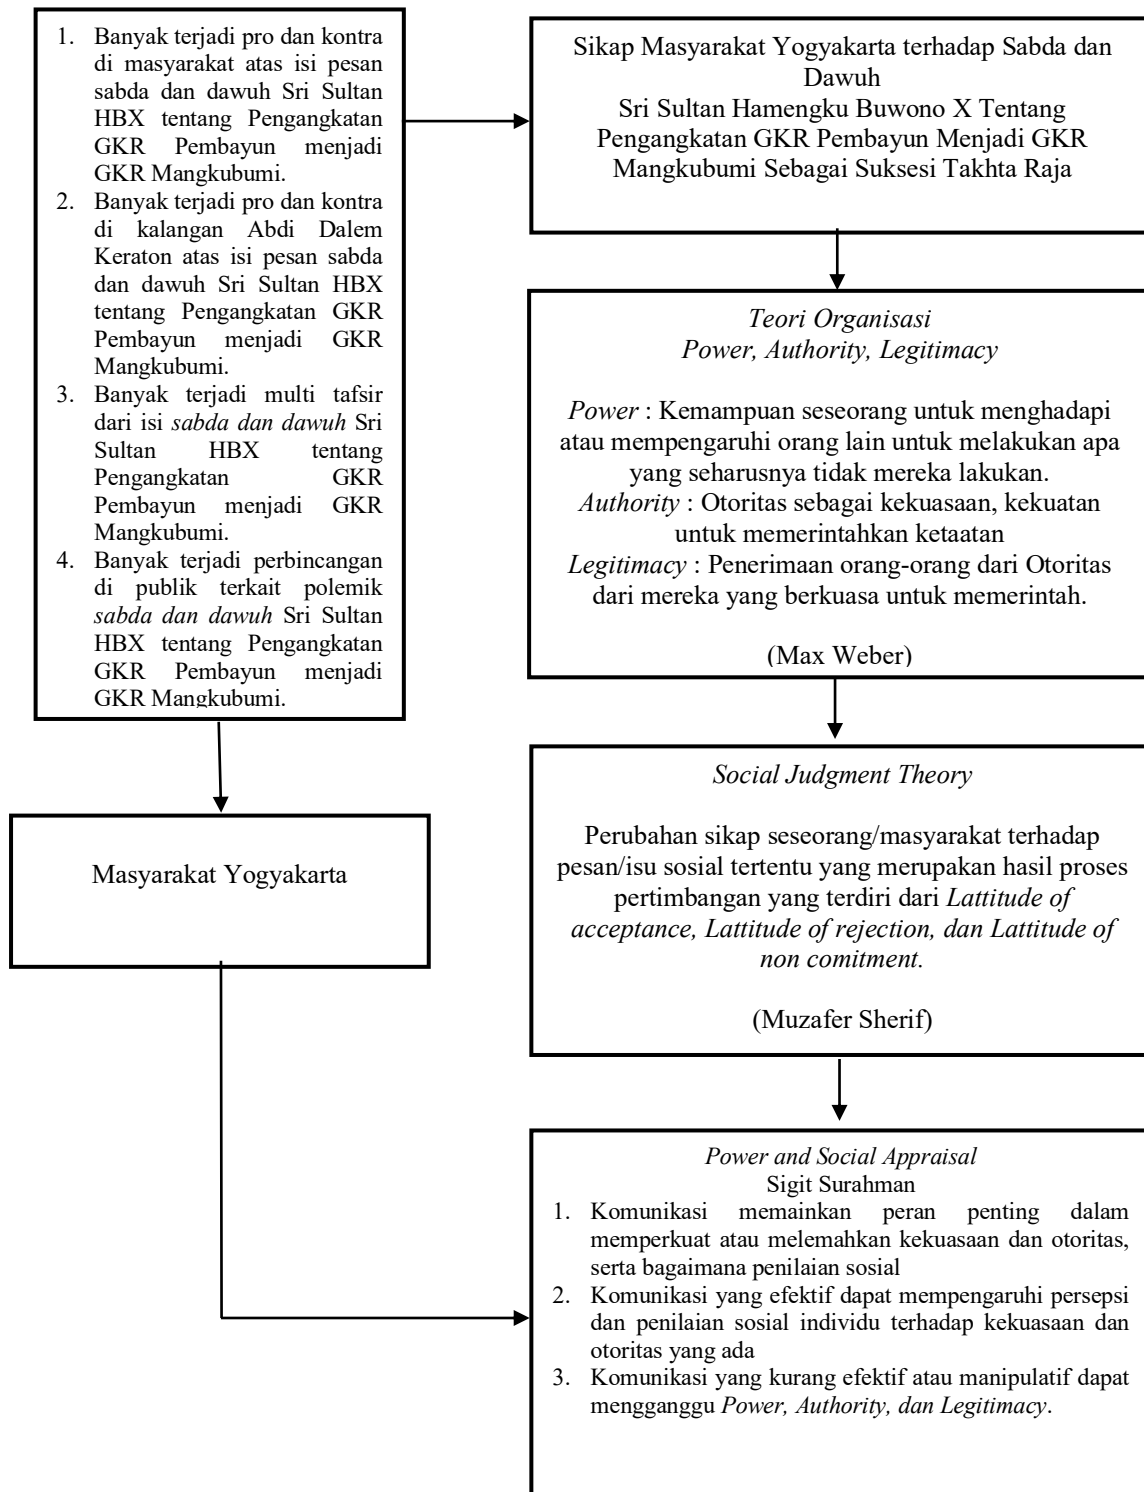 1. Banyak terjadi pro dan kontra
di masyarakat atas isi pesan
sabda dan dawuh Sri Sultan
HBX tentang Pengangkatan
GKR Pembayun menjadi
GKR Mangkubumi.
2. Banyak terjadi pro dan kontra
di kalangan Abdi Dalem
Keraton atas isi pesan sabda
dan dawuh Sri Sultan HBX
tentang Pengangkatan GKR
Pembayun menjadi GKR
Mangkubumi.
3. Banyak terjadi multi tafsir
dari isi sabda dan dawuh Sri
Sultan HBX tentang
Pengangkatan GKR
Pembayun menjadi GKR
Mangkubumi.
4. Banyak terjadi perbincangan
di publik terkait polemik
sabda dan dawuh Sri Sultan
HBX tentang Pengangkatan
GKR Pembayun menjadi
GKR Mangkubumi.
Masyarakat Yogyakarta
Sikap Masyarakat Yogyakarta terhadap Sabda dan
Dawuh
Sri Sultan Hamengku Buwono X Tentang
Pengangkatan GKR Pembayun Menjadi GKR
Mangkubumi Sebagai Suksesi Takhta Raja
Teori Organisasi
Power, Authority, Legitimacy
Power : Kemampuan seseorang untuk menghadapi
atau mempengaruhi orang lain untuk melakukan apa
yang seharusnya tidak mereka lakukan.
Authority : Otoritas sebagai kekuasaan, kekuatan
untuk memerintahkan ketaatan
Legitimacy : Penerimaan orang-orang dari Otoritas
dari mereka yang berkuasa untuk memerintah.
(Max Weber)
Social Judgment Theory
Perubahan sikap seseorang/masyarakat terhadap
pesan/isu sosial tertentu yang merupakan hasil proses
pertimbangan yang terdiri dari Lattitude of
acceptance, Lattitude of rejection, dan Lattitude of
non comitment.
(Muzafer Sherif)
Power and Social Appraisal
Sigit Surahman
1. Komunikasi memainkan peran penting dalam
memperkuat atau melemahkan kekuasaan dan otoritas,
serta bagaimana penilaian sosial
2. Komunikasi yang efektif dapat mempengaruhi persepsi
dan penilaian sosial individu terhadap kekuasaan dan
otoritas yang ada
3. Komunikasi yang kurang efektif atau manipulatif dapat
mengganggu Power, Authority, dan Legitimacy.